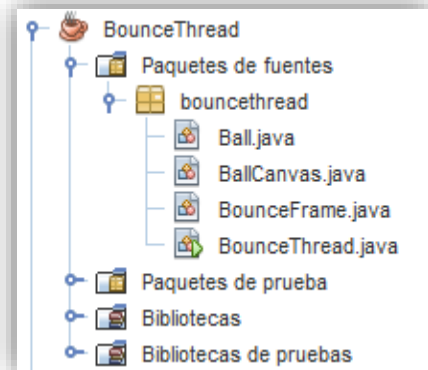 BounceThread
Paquetes de fuentes
bouncethread
Ball.java
BallCanvas.java
BounceFrame.java
BounceThread.java
Paquetes de prueba
Bibliotecas
Bibliotecas de pruebas